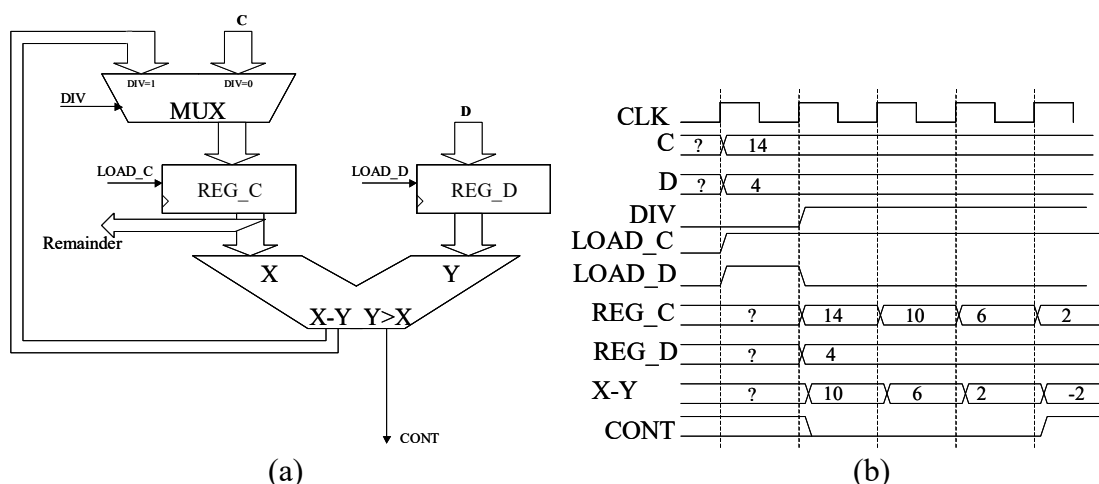 C
DIV=1 DIV=0
DIV
MUX
D
LOAD_C
REG_C
LOAD_D
REG_D
Remainder
X Y
X-Y Y>X
CONT
(a)
CLK
C ? 14
D ? 4
DIV
LOAD_C
LOAD_D
REG_C ? 14 10 6 2
REG_D ? 4
X-Y ? 10 6 2 -2
CONT
(b)